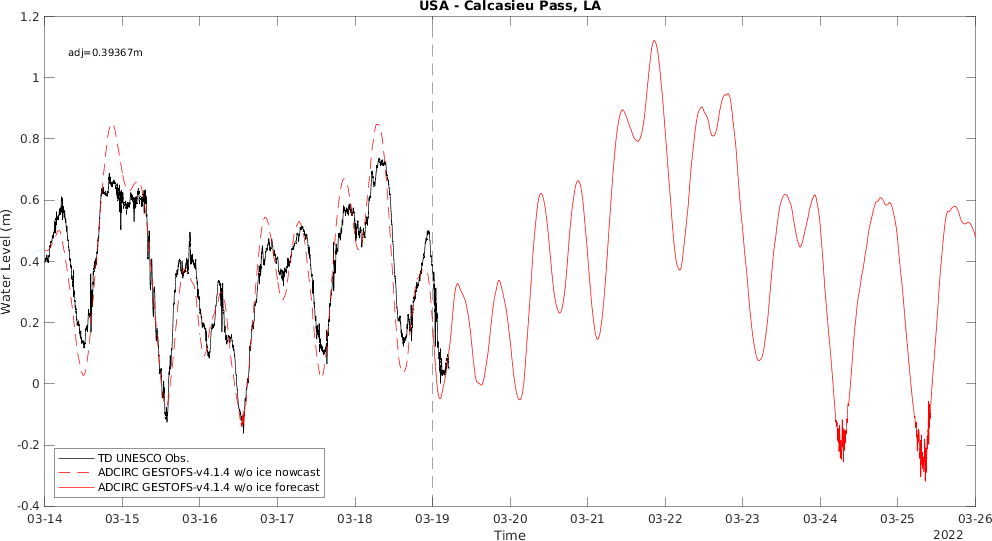 USA - Calcasieu Pass, LA
adj=0.39367m
1.2
1
0.8
0.6
0.4
0.2
0
-0.2
-0.4
Water Level (m)
TD UNESCO Obs.
ADCIRC GESTOFS-v4.1.4 w/o ice nowcast
ADCIRC GESTOFS-v4.1.4 w/o ice forecast
03-14 03-15 03-16 03-17 03-18 03-19 03-20 03-21 03-22 03-23 03-24 03-25 03-26
Time
2022